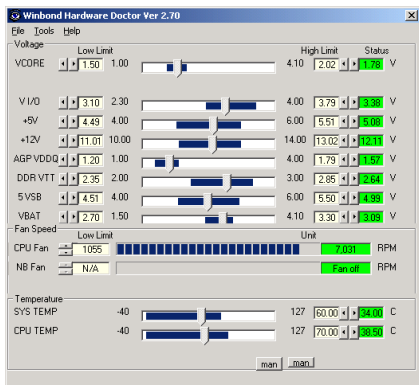 Winbond Hardware Doctor Ver 2.70
File Tools Help
Voltage
Low Limit High Limit Status
VCORE 1.50 1.00 4.10 2.02 1.78 V
V I/O 3.10 2.30 4.00 3.79 3.38 V
+5V 4.49 4.00 6.00 5.51 5.08 V
+12V 11.01 10.00 14.00 13.02 12.11 V
AGP VDDQ 1.20 1.00 4.00 1.79 1.57 V
DDR VTT 2.35 2.00 3.00 2.85 2.64 V
5 VSB 4.51 4.00 6.00 5.50 4.99 V
VBAT 2.70 1.50 4.10 3.30 3.09 V
Fan Speed
Low Limit Unit
CPU Fan 1055 7,031 RPM
NB Fan N/A Fan off RPM
Temperature
SYS TEMP -40 127 60.00 34.00 C
CPU TEMP -40 127 70.00 38.50 C
man man